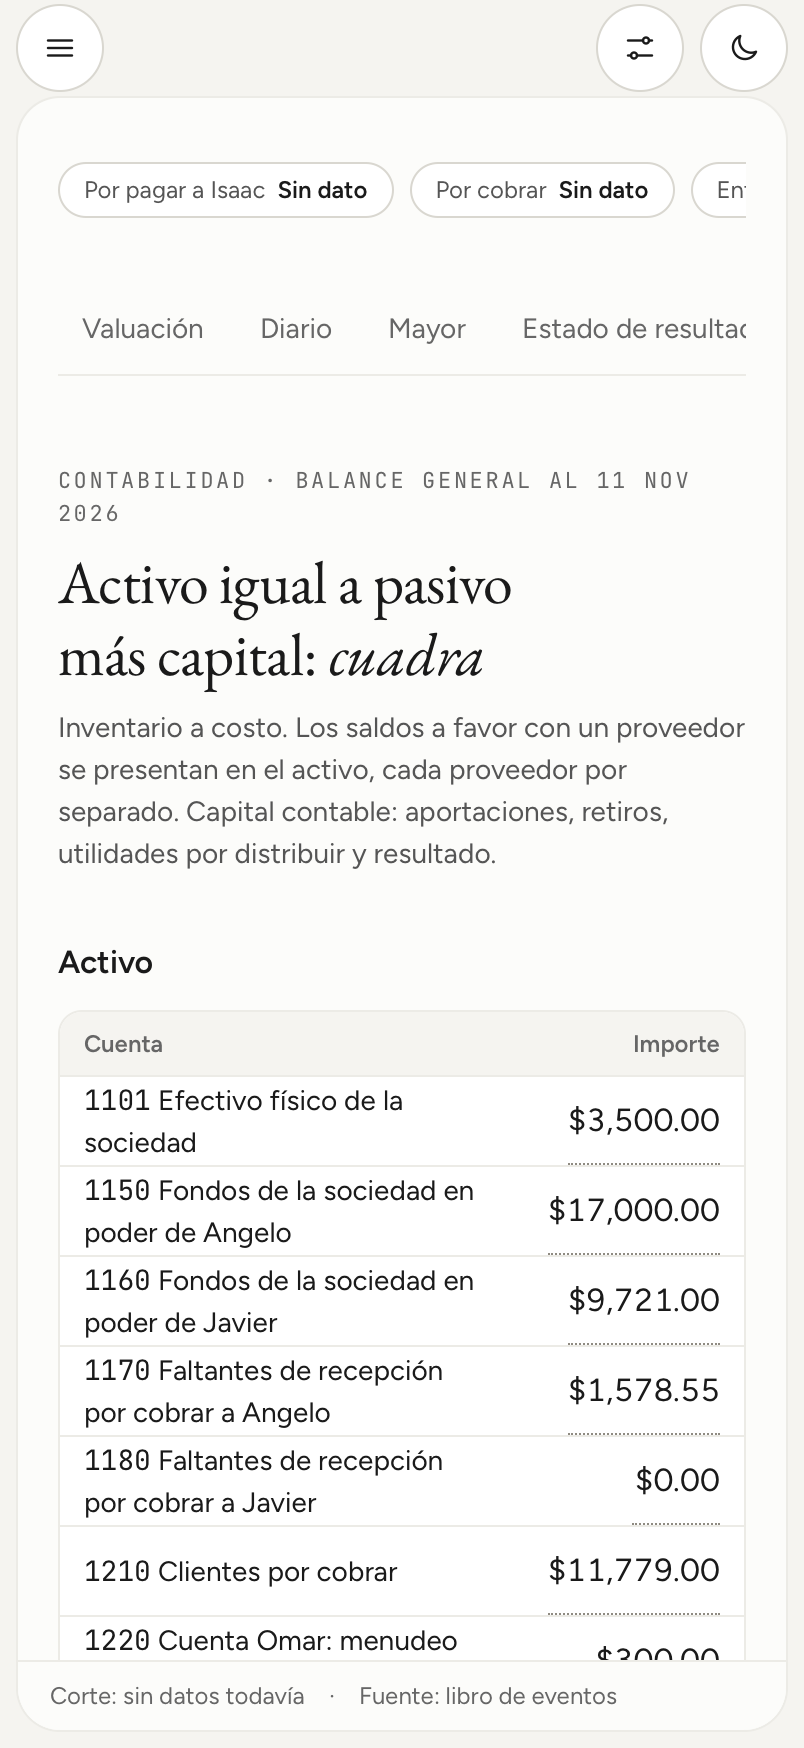 Por pagar a Isaac Sin dato
Por cobrar Sin dato
Valuación Diario Mayor Estado de
CONTABILIDAD · BALANCE GENERAL AL 11 NOV
2026
Activo igual a pasivo
más capital: cuadra
Inventario a costo. Los saldos a favor con un proveedor
se presentan en el activo, cada proveedor por
separado. Capital contable: aportaciones, retiros,
utilidades por distribuir y resultado.
Activo
Cuenta Importe
1101 Efectivo físico de la
sociedad
$3,500.00
1150 Fondos de la sociedad en
poder de Angelo
$17,000.00
1160 Fondos de la sociedad en
poder de Javier
$9,721.00
1170 Faltantes de recepción
por cobrar a Angelo
$1,578.55
1180 Faltantes de recepción
por cobrar a Javier
$0.00
1210 Clientes por cobrar $11,779.00
1220 Cuenta Omar: menudeo
$300.00
Corte: sin datos todavía · Fuente: libro de eventos